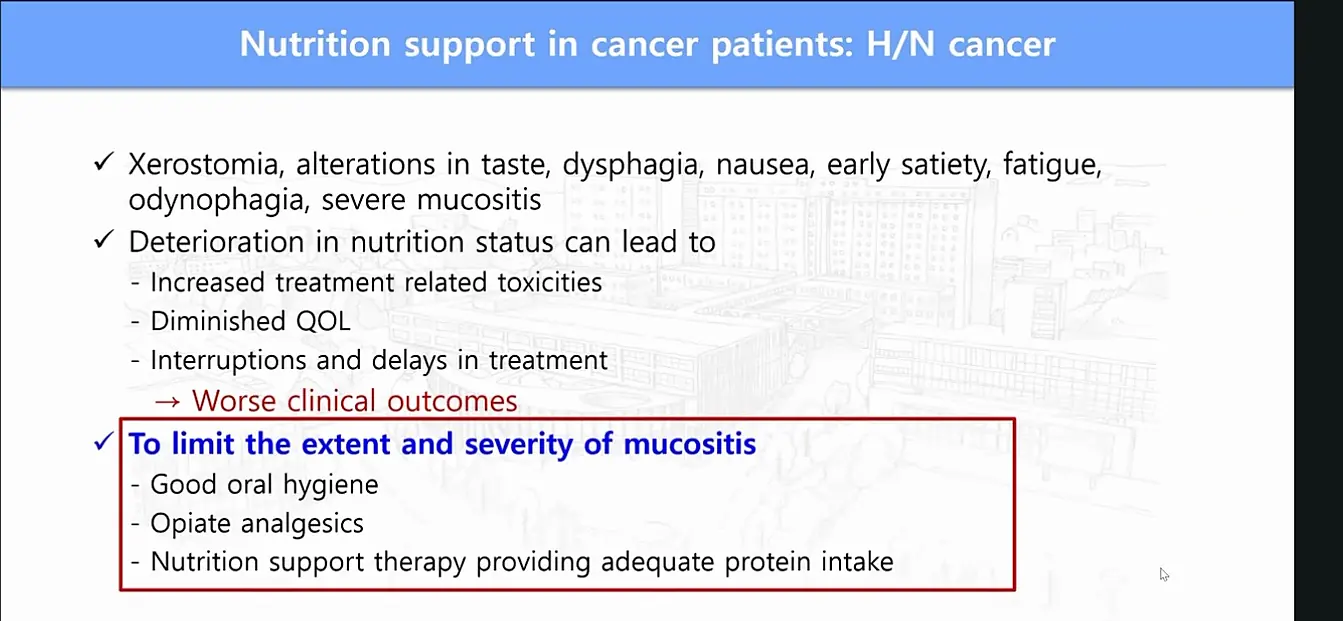 Nutrition support in cancer patients: H/N cancer
✓ Xerostomia, alterations in taste, dysphagia, nausea, early satiety, fatigue,
odynophagia, severe mucositis
✓ Deterioration in nutrition status can lead to
- Increased treatment related toxicities
- Diminished QOL
- Interruptions and delays in treatment
→ Worse clinical outcomes
✓ To limit the extent and severity of mucositis
- Good oral hygiene
- Opiate analgesics
- Nutrition support therapy providing adequate protein intake